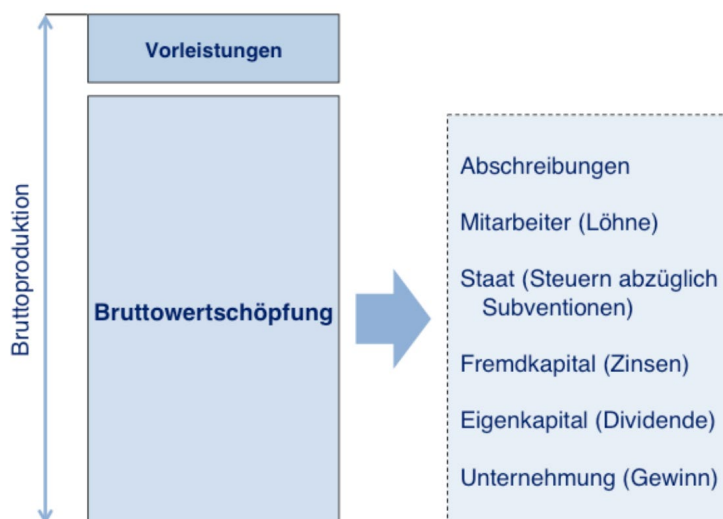 Bruttoproduktion
Vorleistungen
Bruttowertschöpfung
Abschreibungen
Mitarbeiter (Löhne)
Staat (Steuern abzüglich
Subventionen)
Fremdkapital (Zinsen)
Eigenkapital (Dividende)
Unternehmung (Gewinn)